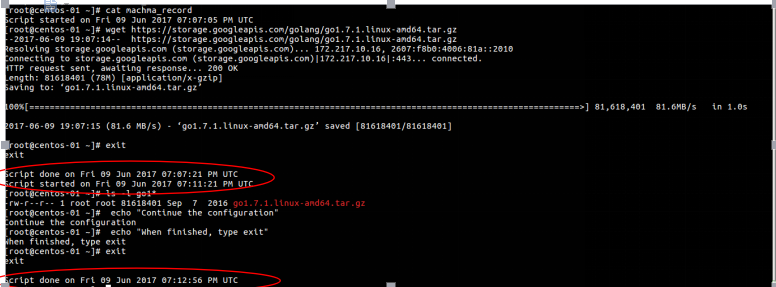 [root@centos-01 ~]# cat machna_record
Script started on Fri 09 Jun 2017 07:07:05 PM UTC
[root@centos-01 ~]# wget https://storage.googleapis.com/golang/go1.7.1.linux-amd64.tar.gz
--2017-06-09 19:07:14-- https://storage.googleapis.com/golang/go1.7.1.linux-amd64.tar.gz
Resolving storage.googleapis.com (storage.googleapis.com)... 172.217.10.16, 2607:f8b0:4006:81a::2010
Connecting to storage.googleapis.com (storage.googleapis.com)|172.217.10.16|:443... connected.
HTTP request sent, awaiting response... 200 OK
Length: 81618401 (78M) [application/x-gzip]
Saving to: ‘go1.7.1.linux-amd64.tar.gz’
100%[==========================================================================================================>] 81,618,401 81.6MB/s in 1.0s
2017-06-09 19:07:15 (81.6 MB/s) - ‘go1.7.1.linux-amd64.tar.gz’ saved [81618401/81618401]
[root@centos-01 ~]# exit
exit
Script done on Fri 09 Jun 2017 07:07:21 PM UTC
Script started on Fri 09 Jun 2017 07:11:21 PM UTC
[root@centos-01 ~]# ls -l go1*
-rw-r--r-- 1 root root 81618401 Sep 7 2016 go1.7.1.linux-amd64.tar.gz
[root@centos-01 ~]# echo "Continue the configuration"
Continue the configuration
[root@centos-01 ~]# echo "When finished, type exit"
When finished, type exit
[root@centos-01 ~]# exit
exit
Script done on Fri 09 Jun 2017 07:12:56 PM UTC